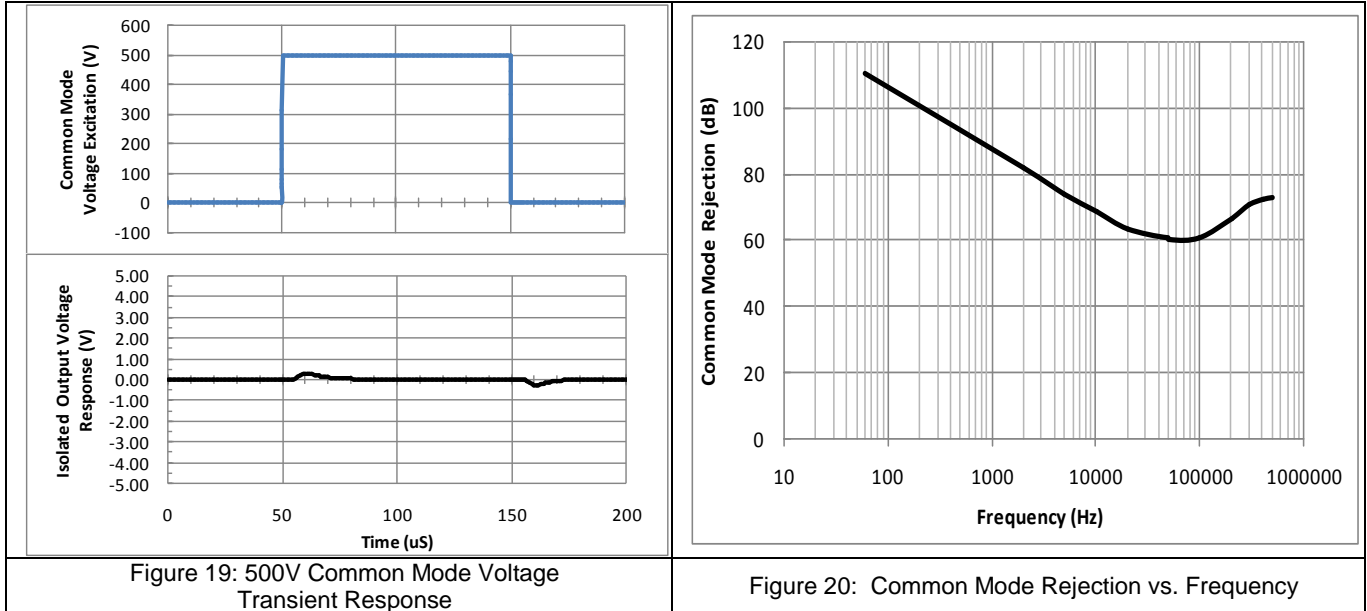 600
500
400
300
200
100
0
-100
Common Mode
Voltage Excitation (V)
5.00
4.00
3.00
2.00
1.00
0.00
-1.00
-2.00
-3.00
-4.00
-5.00
Isolated Output Voltage
Response (V)
0 50 100 150 200
Time (uS)
Figure 19: 500V Common Mode Voltage
Transient Response
120
100
80
60
40
20
0
Common Mode Rejection (dB)
10 100 1000 10000 100000 1000000
Frequency (Hz)
Figure 20: Common Mode Rejection vs. Frequency